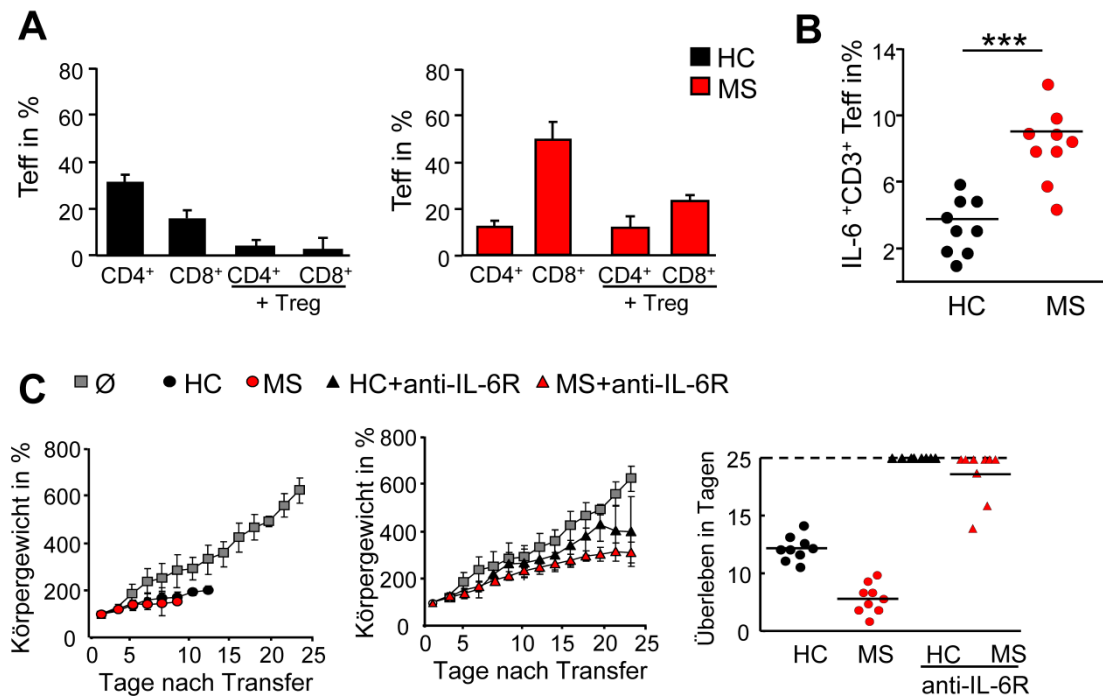 A
80
60
40
20
0
Teff in %
CD4⁺
CD8⁺
CD4⁺
CD8⁺
+ Treg
80
60
40
20
0
Teff in %
CD4⁺
CD8⁺
CD4⁺
CD8⁺
+ Treg
HC
MS
B
***
14
10
6
2
IL-6 ⁺CD3⁺ Teff in%
HC
MS
C
Ø HC MS HC+anti-IL-6R MS+anti-IL-6R
800
600
400
200
0
Körpergewicht in %
0 5 10 15 20 25
Tage nach Transfer
800
600
400
200
0
Körpergewicht in %
0 5 10 15 20 25
Tage nach Transfer
25
15
10
25
Überleben in Tagen
HC MS HC MS
anti-IL-6R